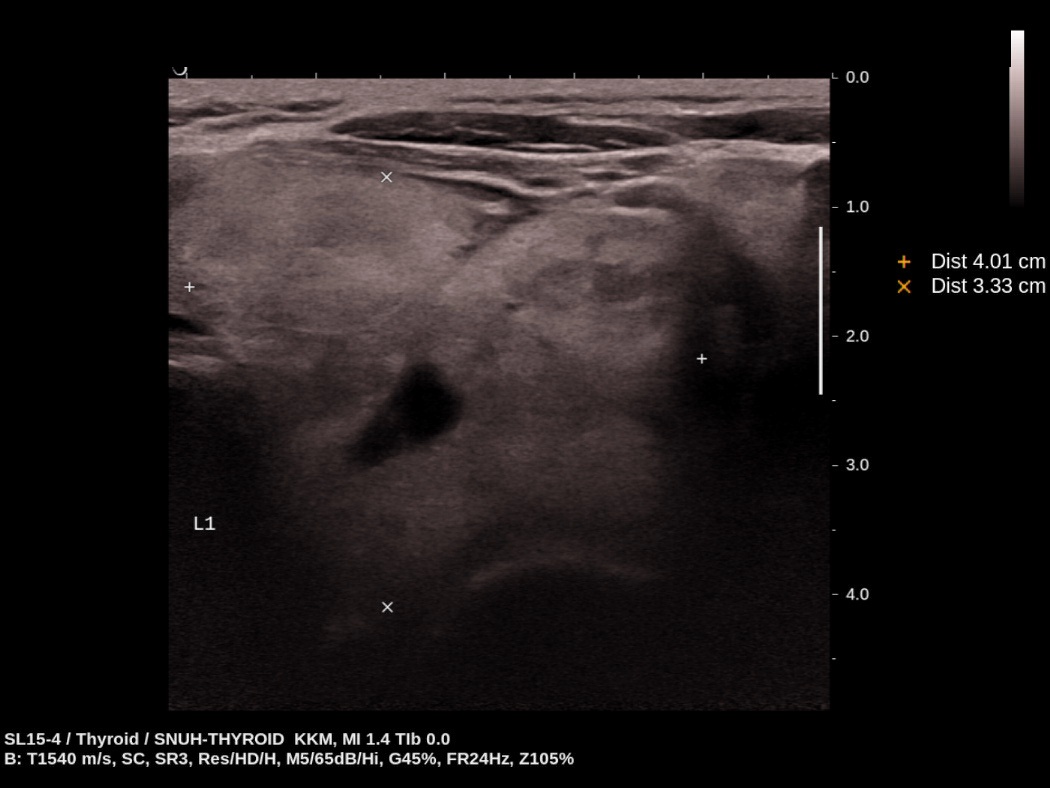 0.0
1.0
+ Dist 4.01 cm
× Dist 3.33 cm
2.0
3.0
L1
4.0
SL15-4 / Thyroid / SNUH-THYROID KKM, MI 1.4 TIb 0.0
B: T1540 m/s, SC, SR3, Res/HD/H, M5/65dB/Hi, G45%, FR24Hz, Z105%